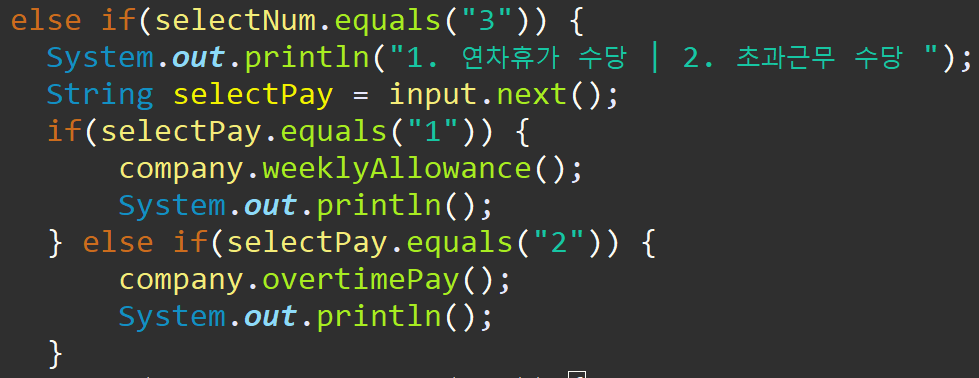 else if(selectNum.equals("3")) {
System.out.println("1. 연차휴가 수당 | 2. 초과근무 수당 ");
String selectPay = input.next();
if(selectPay.equals("1")) {
company.weeklyAllowance();
System.out.println();
} else if(selectPay.equals("2")) {
company.overtimePay();
System.out.println();
}